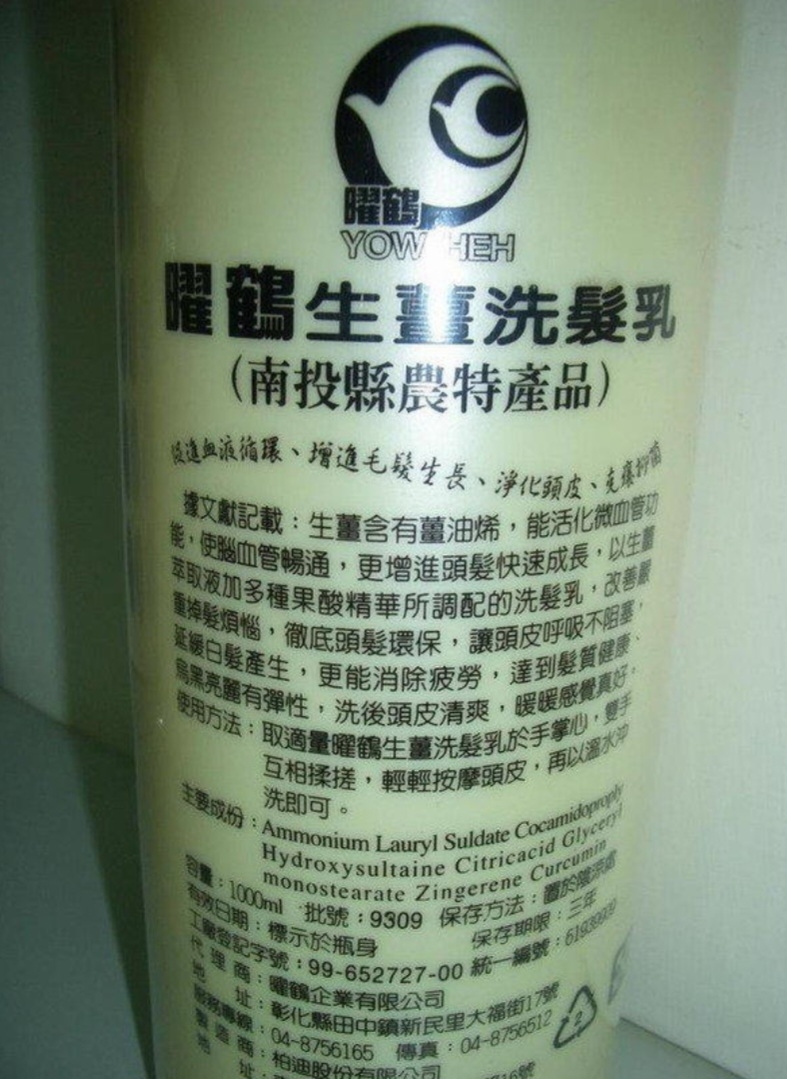 曜鶴
YOW HEH
曜鶴生薑洗髮乳
(南投縣農特產品)
促進血液循環、增進毛髮生長、淨化頭皮、克癢抑屑
據文獻記載：生薑含有薑油烯，能活化微血管功
能，使腦血管暢通，更增進頭髮快速成長，以生薑
萃取液加多種果酸精華所調配的洗髮乳，改善嚴
重掉髮煩惱，徹底頭髮環保，讓頭皮呼吸不阻塞，
延緩白髮產生，更能消除疲勞，達到髮質健康、
烏黑亮麗有彈性，洗後頭皮清爽，暖暖感覺真好。
使用方法：取適量曜鶴生薑洗髮乳於手掌心，雙手
互相揉搓，輕輕按摩頭皮，再以溫水沖
洗即可。
主要成份：Ammonium Lauryl Suldate Cocamidoproply
Hydroxysultaine Citricacid Glyceryl
monostearate Zingerene Curcumin
容量：1000ml 批號：9309 保存方法：置於陰涼處
有效日期：標示於瓶身 保存期限：三年
工廠登記字號：99-652727-00 統一編號：
代理商：曜鶴企業有限公司
地址：彰化縣田中鎮新民里大福街17號
服務專線：04-8756165 傳真：04-8756512
製造商：柏迪股份有限公司
地址：
2